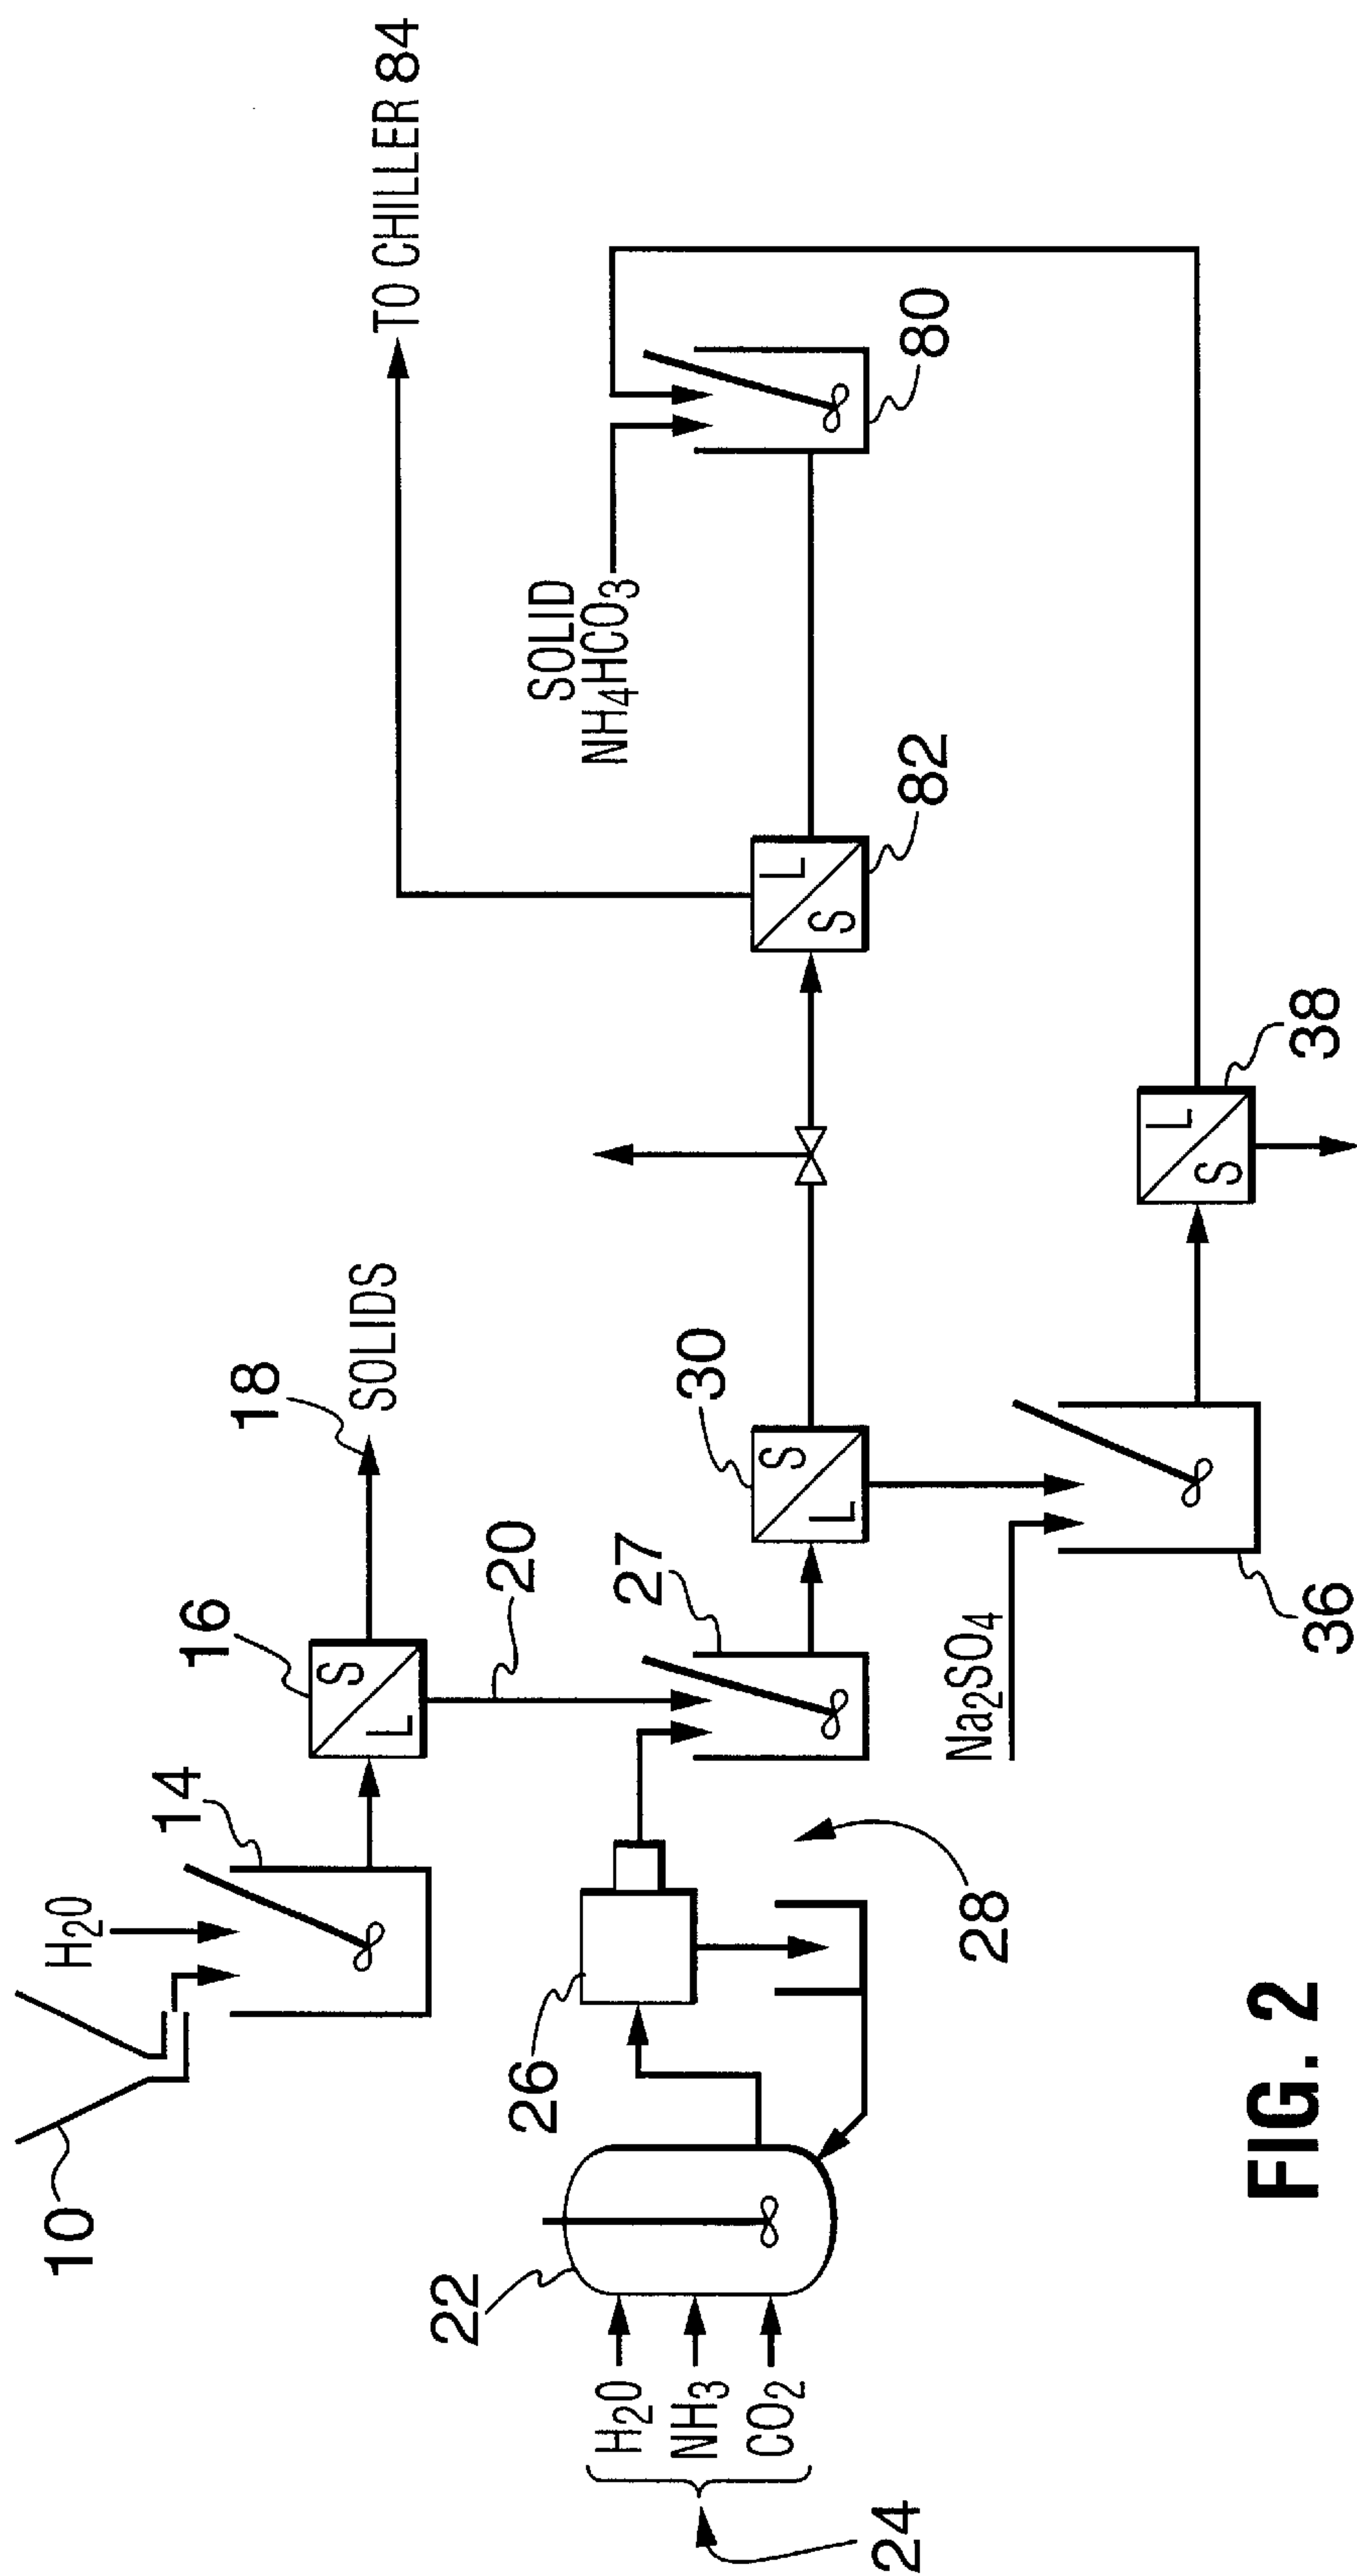 10
H2O
14
16
18
SOLIDS
20
22
H2O
NH3
CO2
24
26
28
27
30
Na2SO4
36
38
SOLID
NH4HCO3
82
80
TO CHILLER 84
S
L
S
L
L
S
L
S
FIG. 2